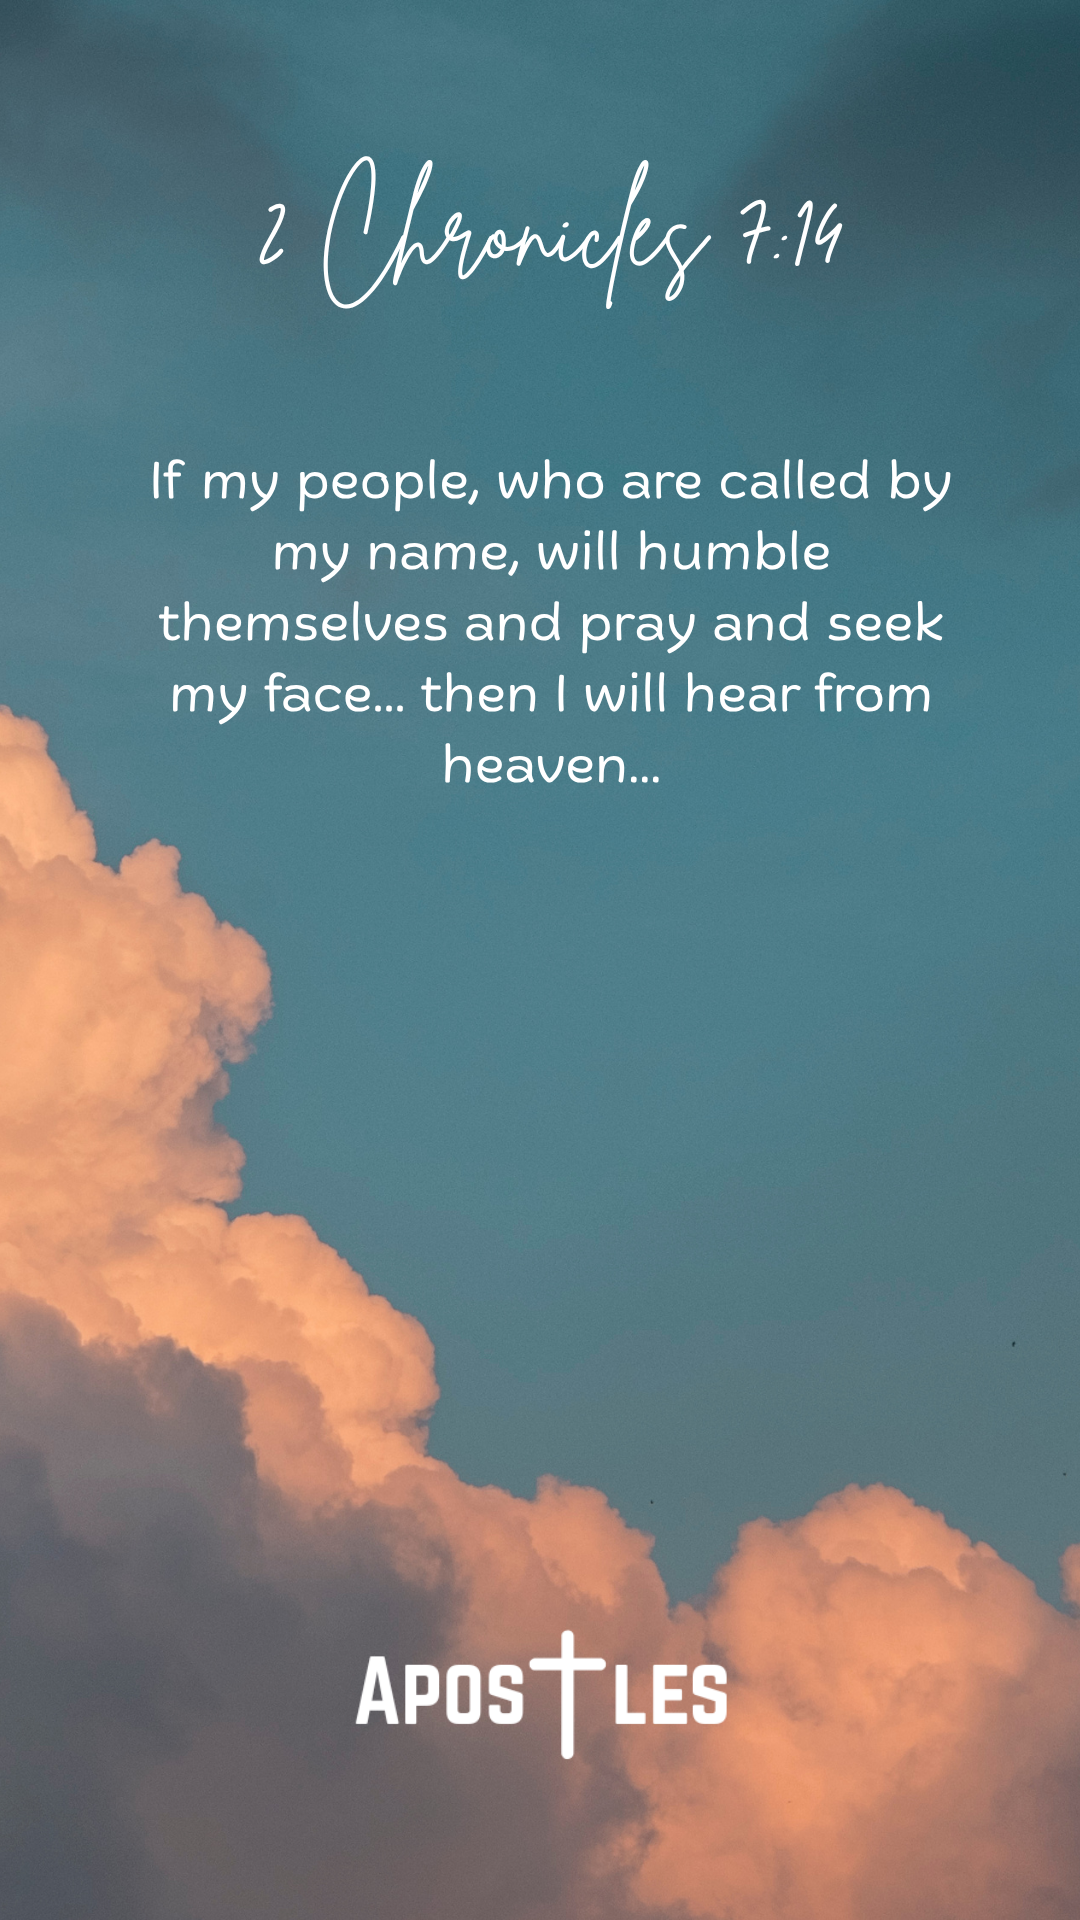 2 Chronicles 7:14
If my people, who are called by
my name, will humble
themselves and pray and seek
my face... then I will hear from
heaven...
APOSTLES